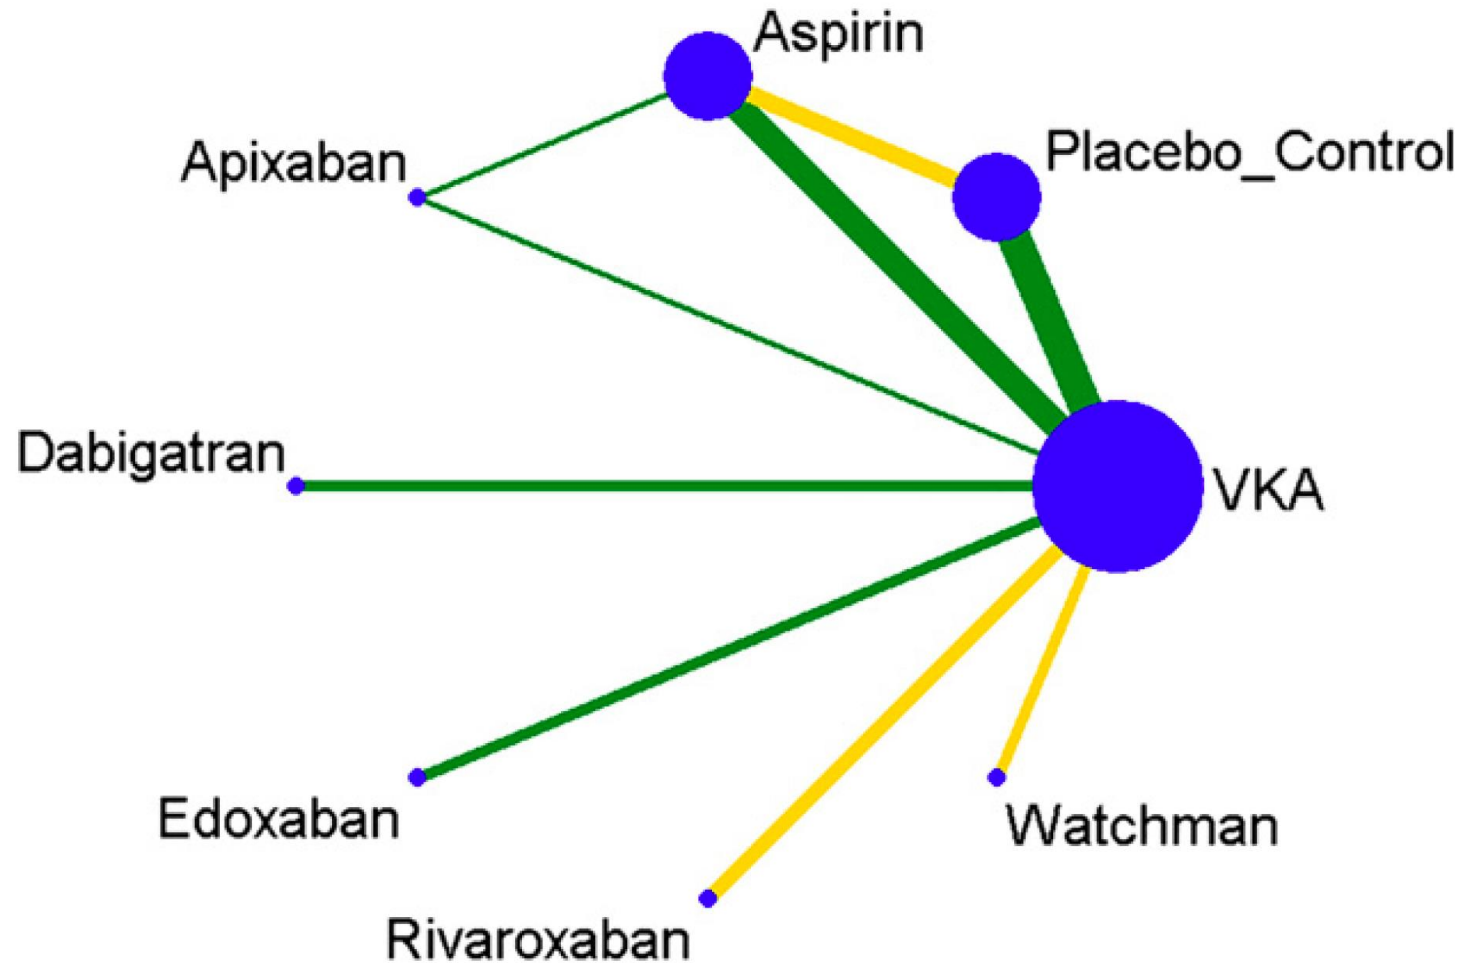 Aspirin
Placebo_Control
Apixaban
Dabigatran
VKA
Edoxaban
Watchman
Rivaroxaban